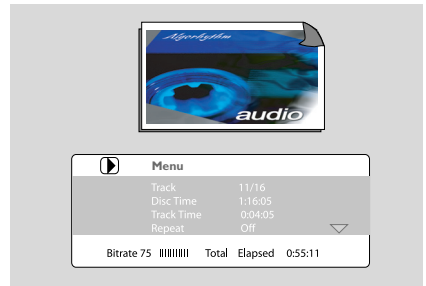 Algorhythm
audio
Menu
Track 11/16
Disc Time 1:16:05
Track Time 0:04:05
Repeat Off
Bitrate 75 Total Elapsed 0:55:11